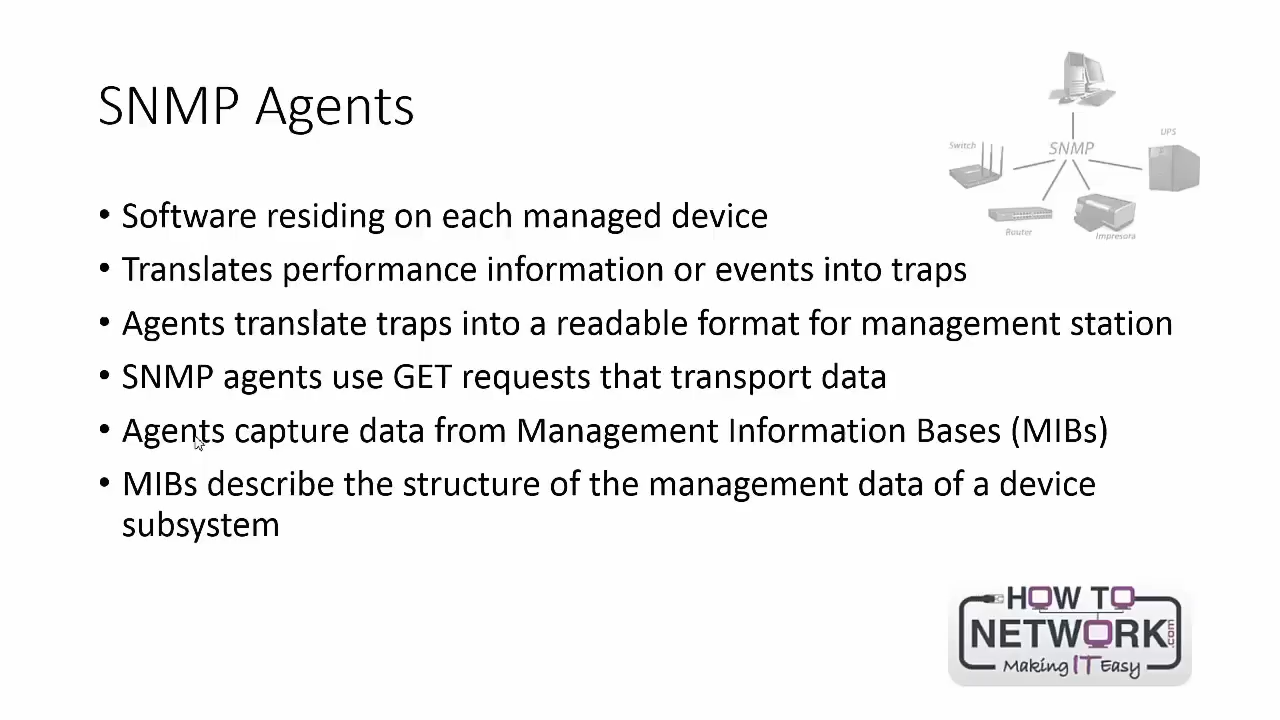 SNMP Agents
Switch
SNMP
UPS
Router
Impresora
• Software residing on each managed device
• Translates performance information or events into traps
• Agents translate traps into a readable format for management station
• SNMP agents use GET requests that transport data
• Agents capture data from Management Information Bases (MIBs)
• MIBs describe the structure of the management data of a device
subsystem
HOW TO
NETWORK.com
Making IT Easy